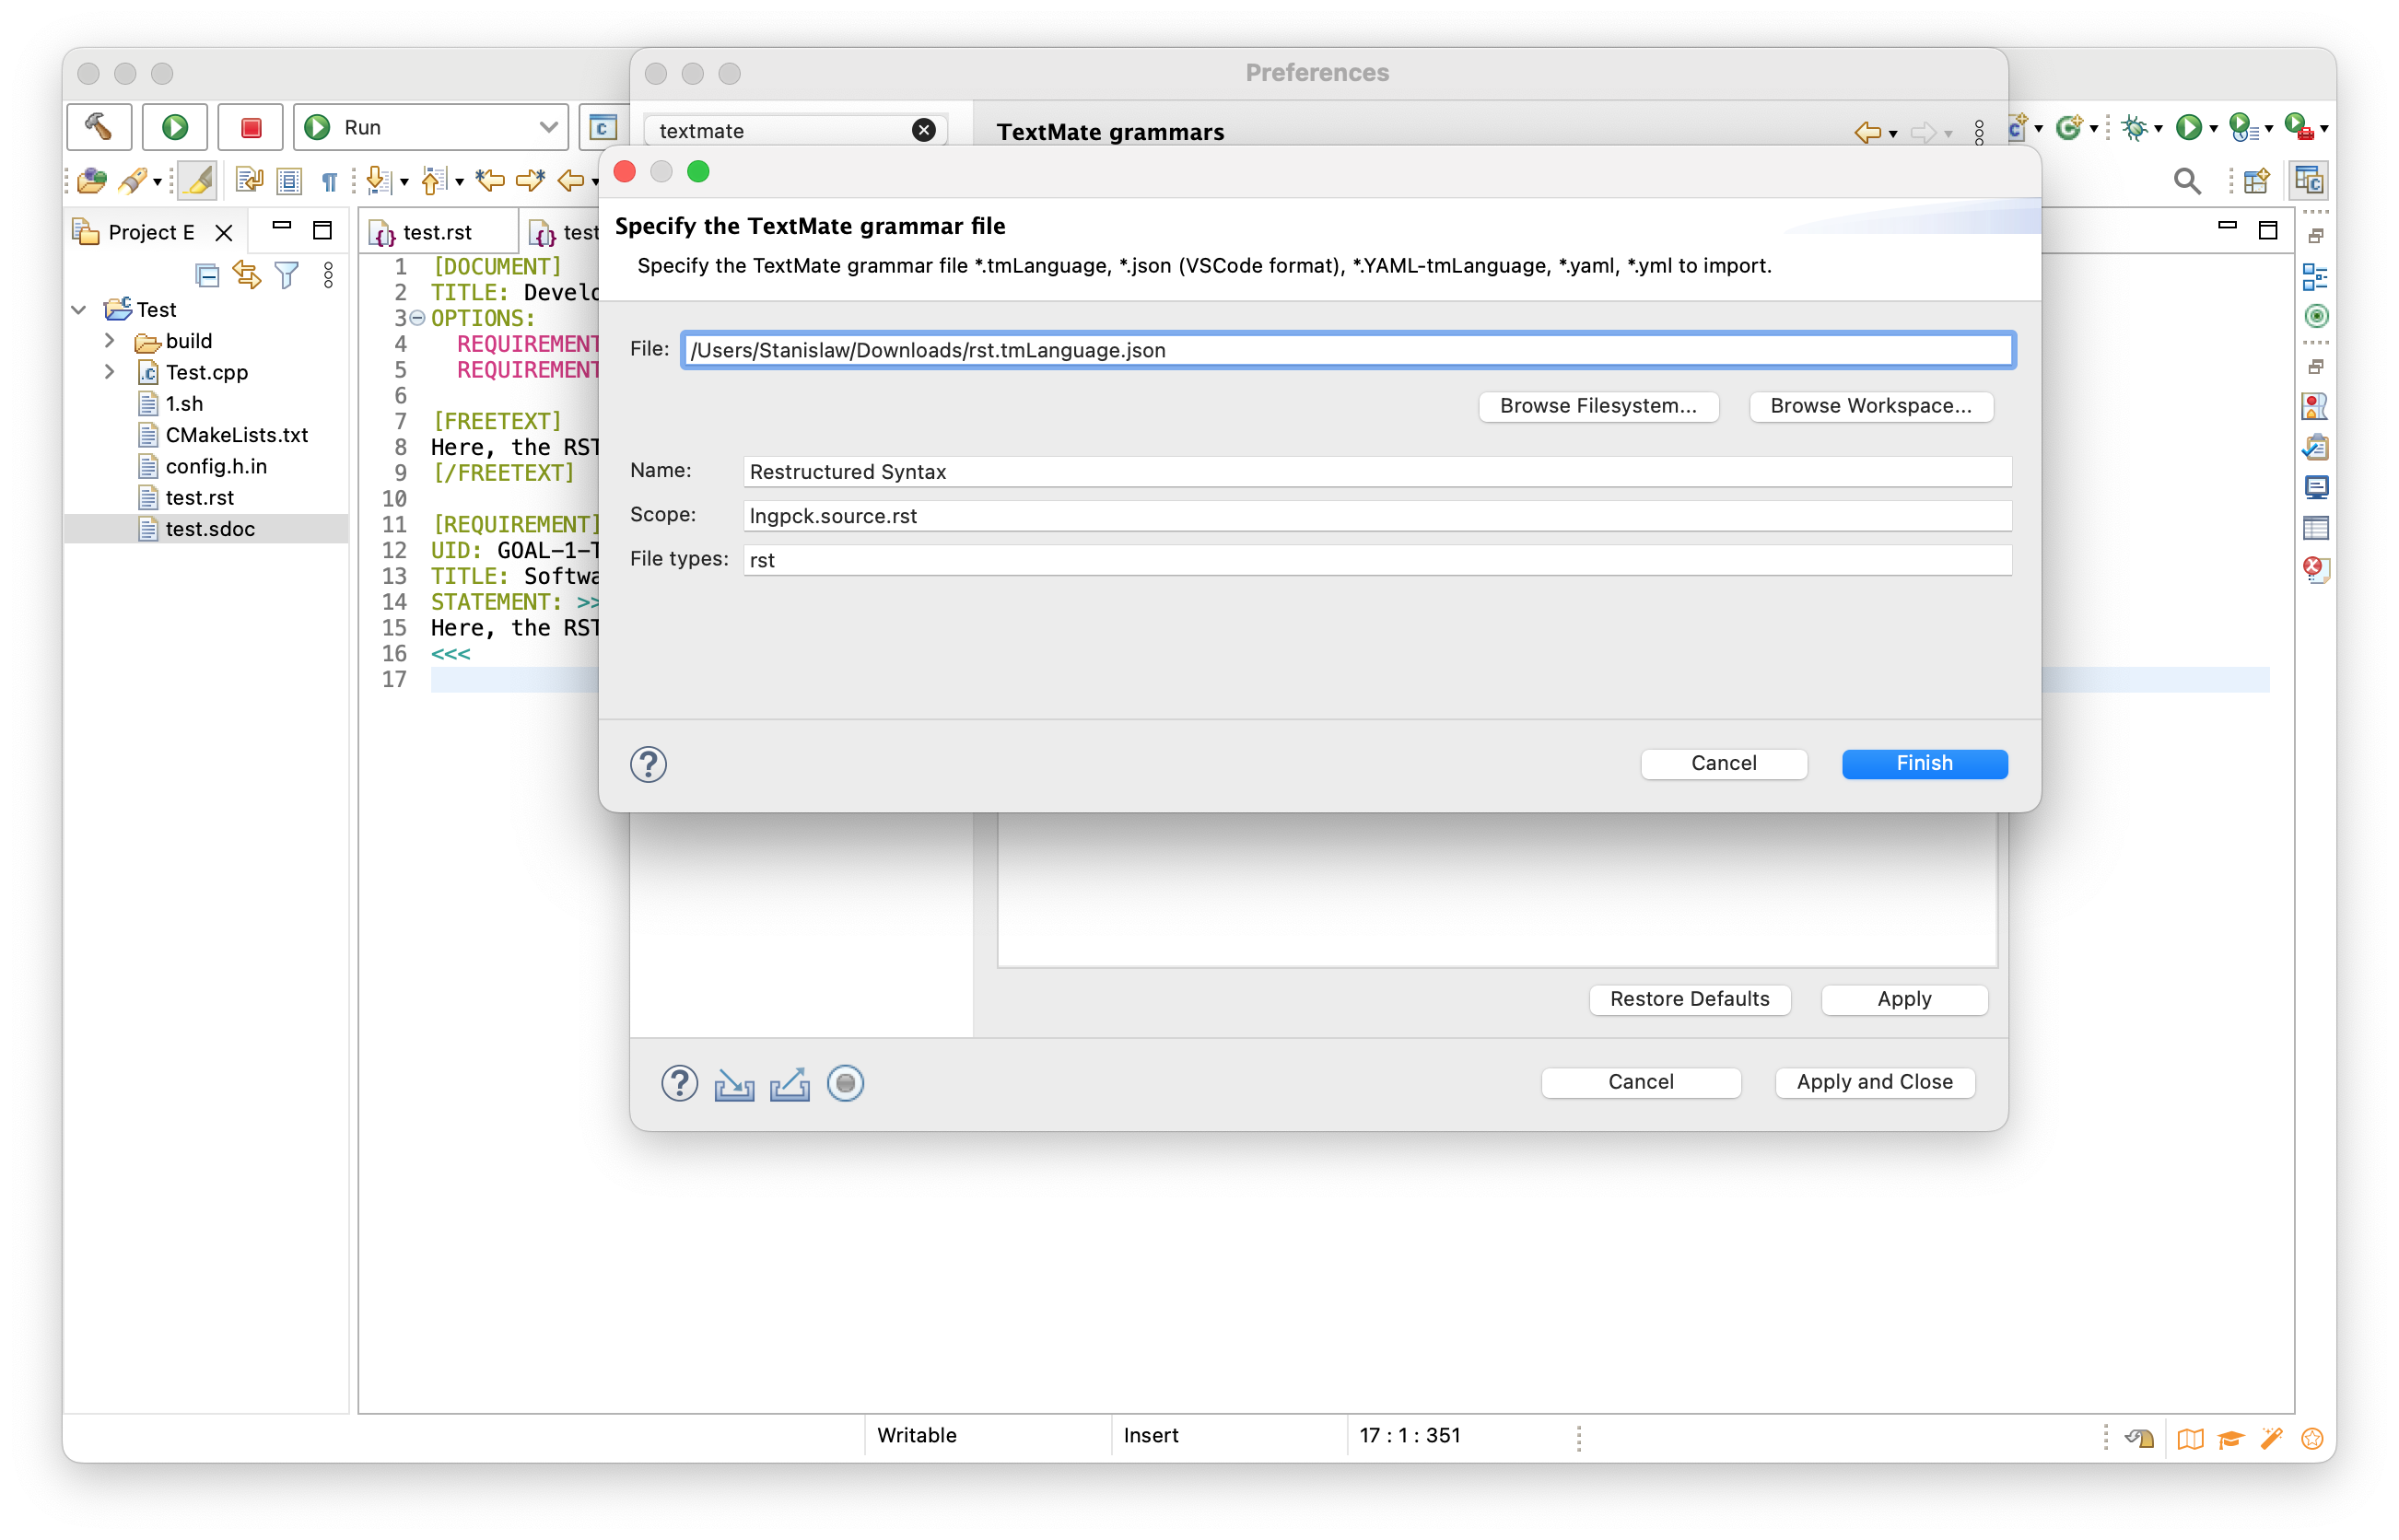 Preferences
Run
textmate
TextMate grammars
Project E
test.rst
test
Specify the TextMate grammar file
Specify the TextMate grammar file *.tmLanguage, *.json (VSCode format), *.YAML-tmLanguage, *.yaml, *.yml to import.
File: /Users/Stanislaw/Downloads/rst.tmLanguage.json
Browse Filesystem...
Browse Workspace...
Name: Restructured Syntax
Scope: lngpck.source.rst
File types: rst
Cancel
Finish
Test
build
Test.cpp
1.sh
CMakeLists.txt
config.h.in
test.rst
test.sdoc
1 [DOCUMENT]
2 TITLE: Develo
3 OPTIONS:
4 REQUIREMENT
5 REQUIREMENT
6
7 [FREETEXT]
8 Here, the RST
9 [/FREETEXT]
10
11 [REQUIREMENT]
12 UID: GOAL-1-T
13 TITLE: Softwa
14 STATEMENT: >>
15 Here, the RST
16 <<<
17
Restore Defaults
Apply
Cancel
Apply and Close
Writable
Insert
17 : 1 : 351